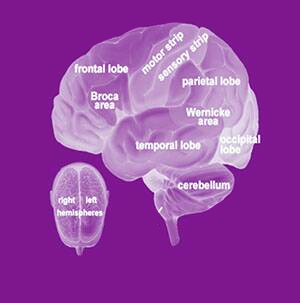 motor strip
sensory strip
frontal lobe
parietal lobe
Broca
area
Wernicke
area
temporal lobe
occipital
lobe
cerebellum
right left
hemispheres